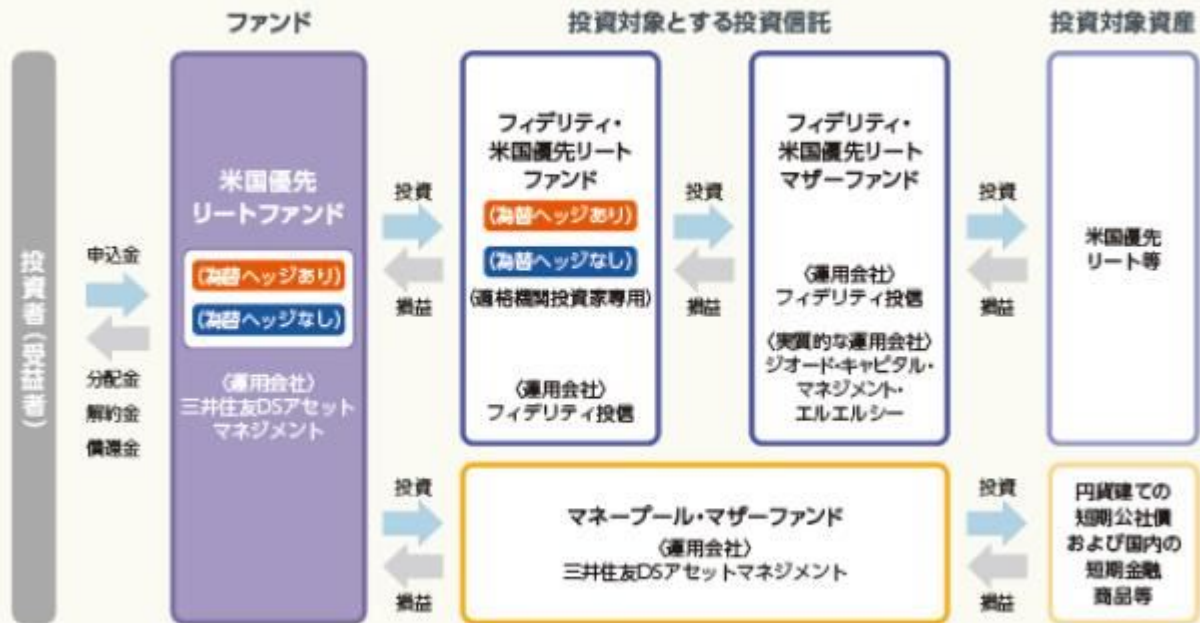 ファンド
投資対象とする投資信託
投資対象資産
投資者(受益者)
申込金
分配金
解約金
償還金
米国優先
リートファンド
(為替ヘッジあり)
(為替ヘッジなし)
〈運用会社〉
三井住友DSアセット
マネジメント
投資
損益
フィデリティ・
米国優先リート
ファンド
(為替ヘッジあり)
(為替ヘッジなし)
(適格機関投資家専用)
〈運用会社〉
フィデリティ投信
投資
損益
フィデリティ・
米国優先リート
マザーファンド
〈運用会社〉
フィデリティ投信
〈実質的な運用会社〉
ジオード・キャピタル・
マネジメント・
エルエルシー
投資
損益
米国優先
リート等
投資
損益
マネープール・マザーファンド
〈運用会社〉
三井住友DSアセットマネジメント
投資
損益
円貨建ての
短期公社債
および国内の
短期金融
商品等